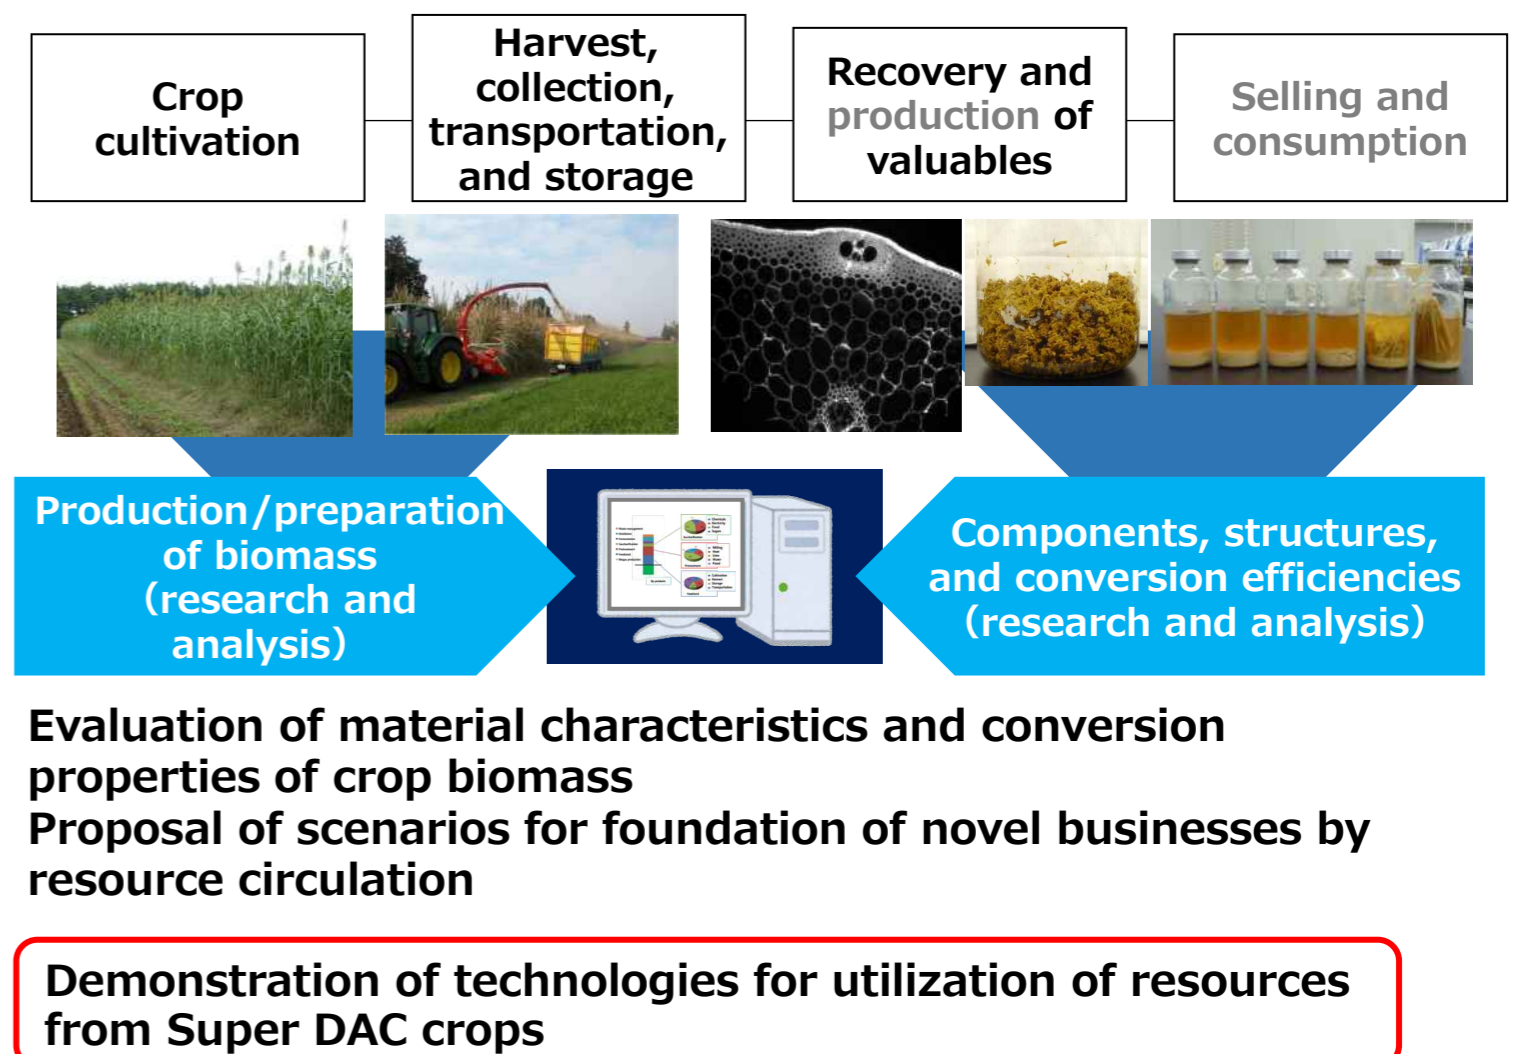 Crop
cultivation
Harvest,
collection,
transportation,
and storage
Recovery and
production of
valuables
Selling and
consumption
Production/preparation
of biomass
(research and
analysis)
Components, structures,
and conversion efficiencies
(research and analysis)
Evaluation of material characteristics and conversion
properties of crop biomass
Proposal of scenarios for foundation of novel businesses by
resource circulation
Demonstration of technologies for utilization of resources
from Super DAC crops